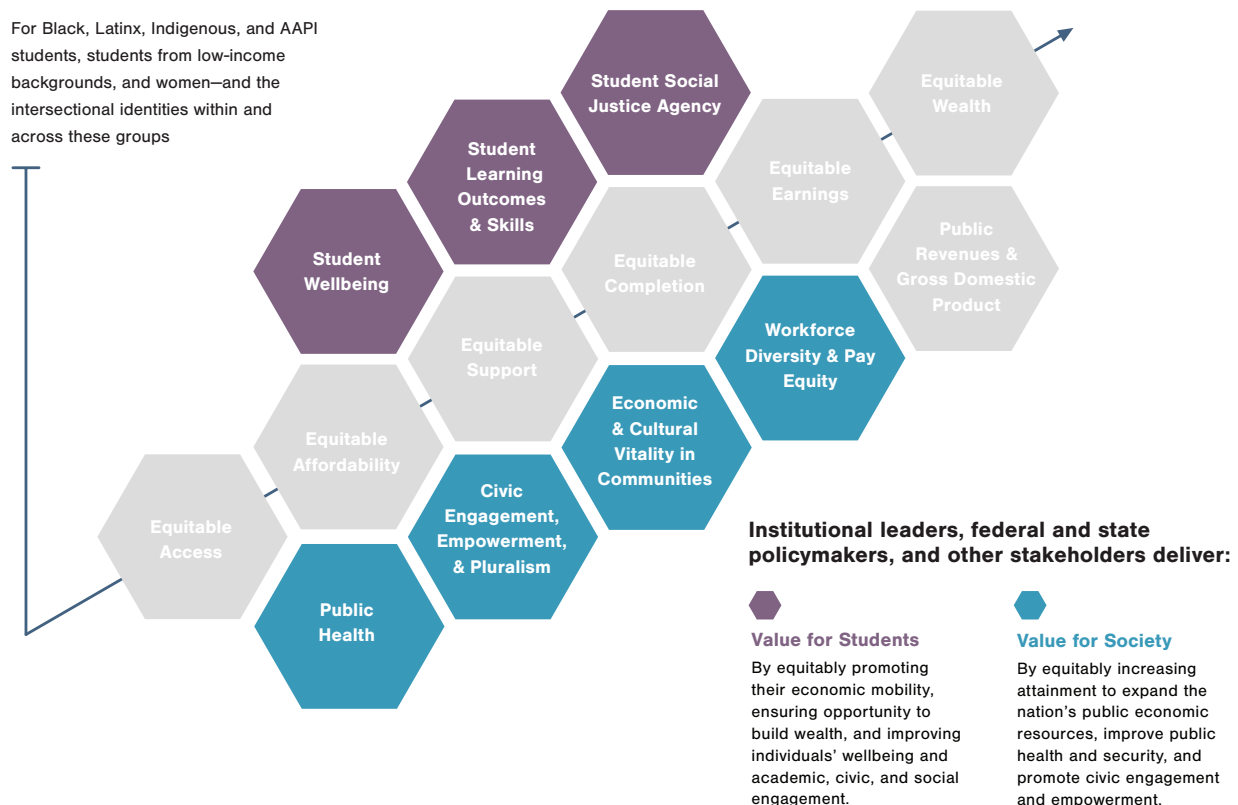 For Black, Latinx, Indigenous, and AAPI
students, students from low-income
backgrounds, and women—and the
intersectional identities within and
across these groups
Student Social
Justice Agency
Equitable
Wealth
Student
Learning
Outcomes
& Skills
Equitable
Earnings
Student
Wellbeing
Equitable
Completion
Public
Revenues &
Gross Domestic
Product
Equitable
Support
Workforce
Diversity & Pay
Equity
Equitable
Affordability
Economic
& Cultural
Vitality in
Communities
Equitable
Access
Civic
Engagement,
Empowerment,
& Pluralism
Public
Health
Institutional leaders, federal and state
policymakers, and other stakeholders deliver:
Value for Students
By equitably promoting
their economic mobility,
ensuring opportunity to
build wealth, and improving
individuals’ wellbeing and
academic, civic, and social
engagement.
Value for Society
By equitably increasing
attainment to expand the
nation’s public economic
resources, improve public
health and security, and
promote civic engagement
and empowerment.